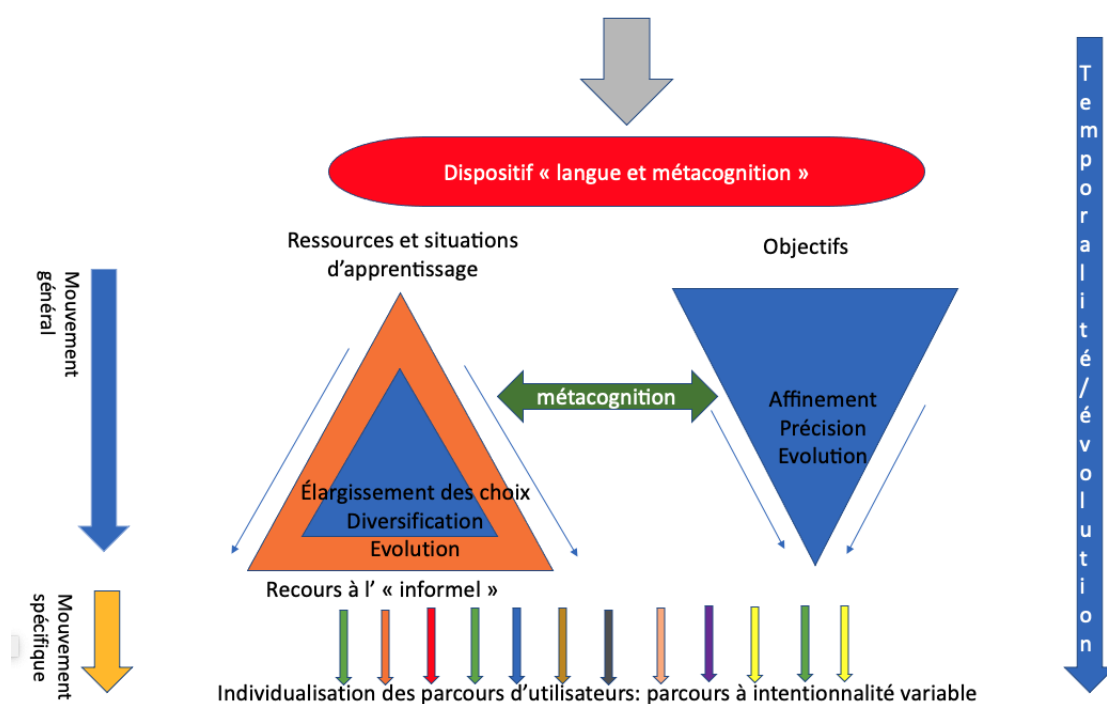 Dispositif « langue et métacognition »
Ressources et situations
d'apprentissage
Objectifs
Mouvement
général
métacognition
Affinement
Précision
Evolution
Élargissement des choix
Diversification
Evolution
Recours à l' « informel »
Mouvement
spécifique
Individualisation des parcours d'utilisateurs: parcours à intentionnalité variable
Temporalité/évolution